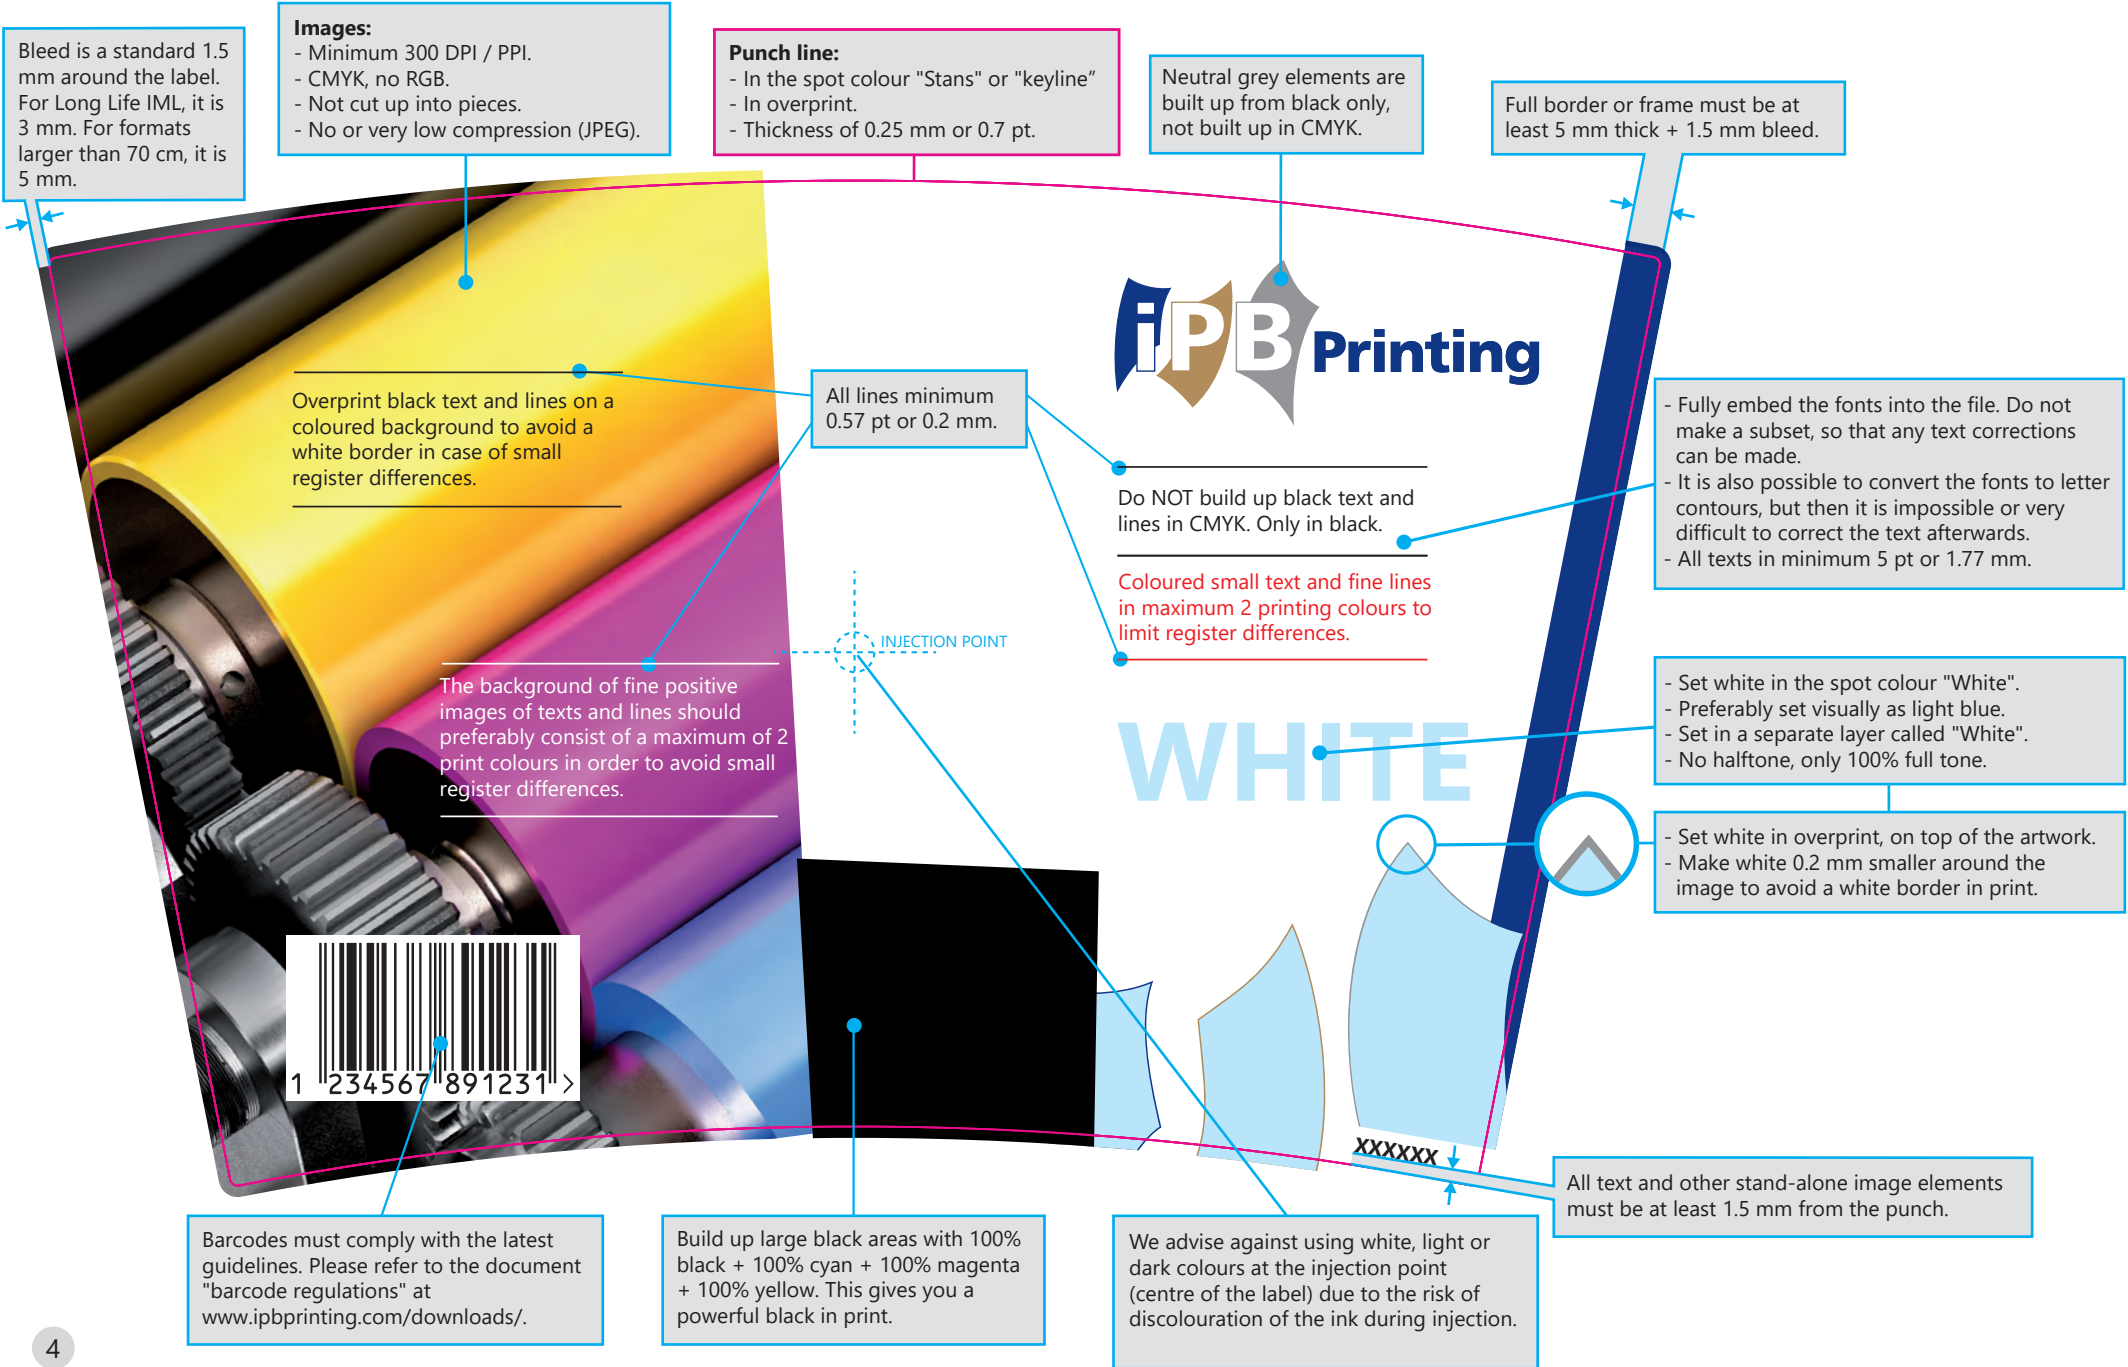 Bleed is a standard 1.5
mm around the label.
For Long Life IML, it is
3 mm. For formats
larger than 70 cm, it is
5 mm.
Images:
- Minimum 300 DPI / PPI.
- CMYK, no RGB.
- Not cut up into pieces.
- No or very low compression (JPEG).
Punch line:
- In the spot colour "Stans" or "keyline”
- In overprint.
- Thickness of 0.25 mm or 0.7 pt.
Neutral grey elements are
built up from black only,
not built up in CMYK.
Full border or frame must be at
least 5 mm thick + 1.5 mm bleed.
iPB Printing
Overprint black text and lines on a
coloured background to avoid a
white border in case of small
register differences.
All lines minimum
0.57 pt or 0.2 mm.
Do NOT build up black text and
lines in CMYK. Only in black.
Coloured small text and fine lines
in maximum 2 printing colours to
limit register differences.
- Fully embed the fonts into the file. Do not
make a subset, so that any text corrections
can be made.
- It is also possible to convert the fonts to letter
contours, but then it is impossible or very
difficult to correct the text afterwards.
- All texts in minimum 5 pt or 1.77 mm.
INJECTION POINT
The background of fine positive
images of texts and lines should
preferably consist of a maximum of 2
print colours in order to avoid small
register differences.
WHITE
- Set white in the spot colour "White".
- Preferably set visually as light blue.
- Set in a separate layer called "White".
- No halftone, only 100% full tone.
- Set white in overprint, on top of the artwork.
- Make white 0.2 mm smaller around the
image to avoid a white border in print.
1 234567 891231 >
XXXXXX
All text and other stand-alone image elements
must be at least 1.5 mm from the punch.
Barcodes must comply with the latest
guidelines. Please refer to the document
"barcode regulations" at
www.ipbprinting.com/downloads/.
Build up large black areas with 100%
black + 100% cyan + 100% magenta
+ 100% yellow. This gives you a
powerful black in print.
We advise against using white, light or
dark colours at the injection point
(centre of the label) due to the risk of
discolouration of the ink during injection.
4